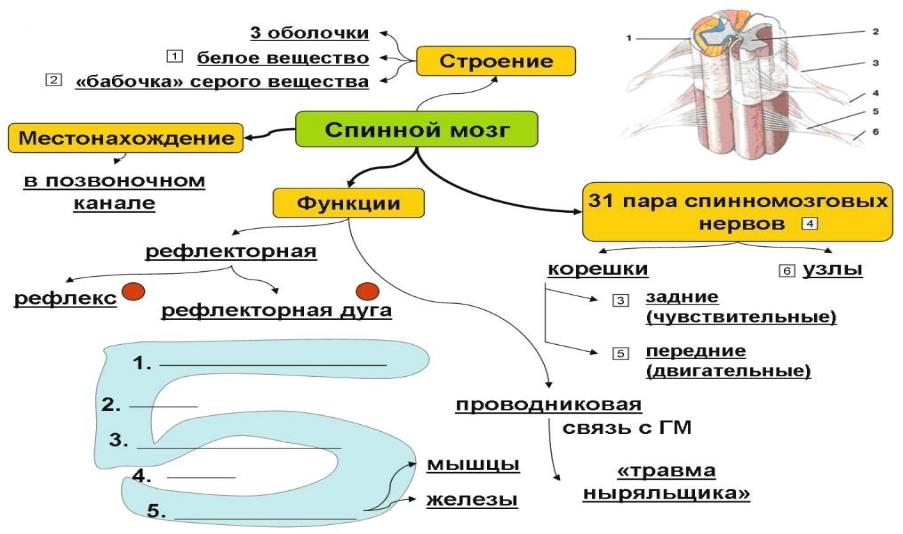 3 оболочки
1 белое вещество
2 «бабочка» серого вещества
Строение
1
2
3
4
5
6
Спинной мозг
Местонахождение
в позвоночном
канале
Функции
31 пара спинномозговых
нервов 4
рефлекторная
рефлекс
рефлекторная дуга
корешки
6 узлы
3 задние
(чувствительные)
5 передние
(двигательные)
проводниковая
связь с ГМ
«травма
ныряльщика»
1.
2.
3.
4.
5.
мышцы
железы